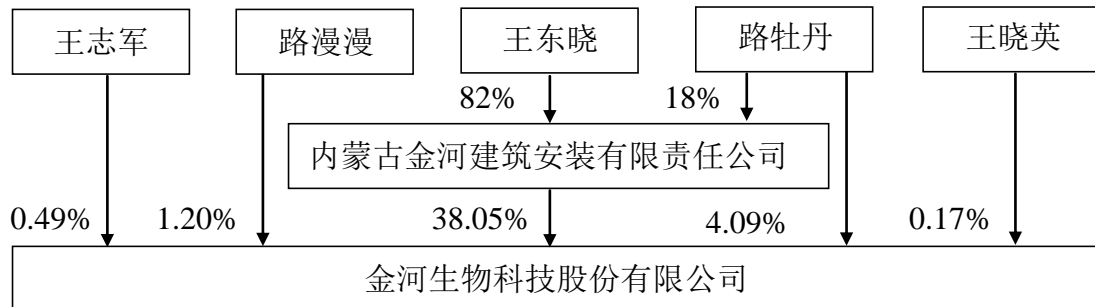 王志军 路漫漫 王东晓 路牡丹 王晓英
82% 18%
内蒙古金河建筑安装有限责任公司
0.49% 1.20% 38.05% 4.09% 0.17%
金河生物科技股份有限公司